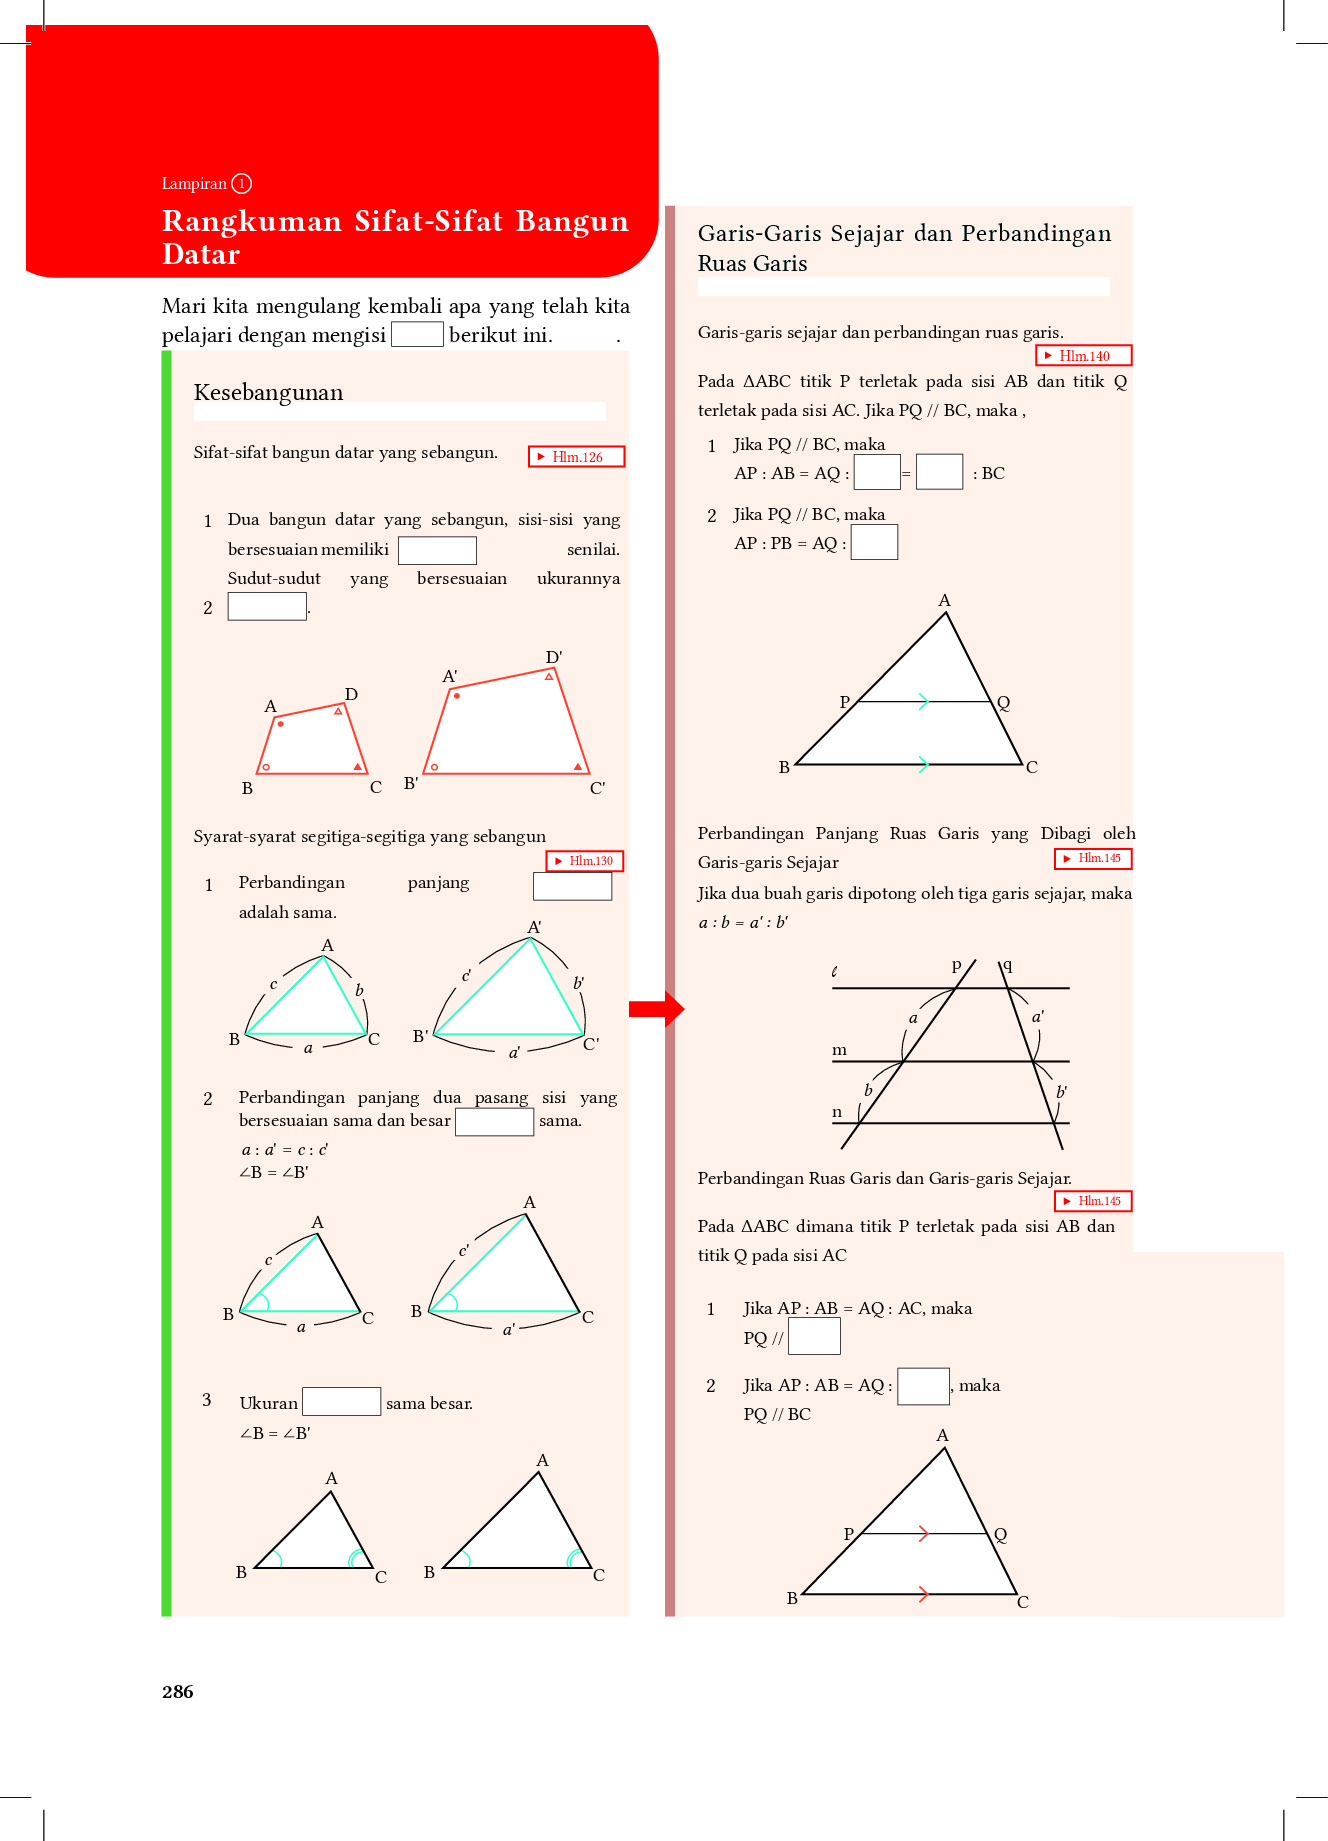 Lampiran 1
Rangkuman Sifat-Sifat Bangun
Datar
Mari kita mengulang kembali apa yang telah kita
pelajari dengan mengisi berikut ini. .
Kesebangunan
Sifat-sifat bangun datar yang sebangun.
Hlm.126
1 Dua bangun datar yang sebangun, sisi-sisi yang
bersesuaian memiliki senilai.
Sudut-sudut yang bersesuaian ukurannya
2 .
A
D
B
C
A'
D'
B'
C'
Syarat-syarat segitiga-segitiga yang sebangun
Hlm.130
1 Perbandingan panjang
adalah sama.
A
c
b
B
a
C
A'
c'
b'
B'
a'
C'
2 Perbandingan panjang dua pasang sisi yang
bersesuaian sama dan besar sama.
a : a' = c : c'
∠B = ∠B'
A
c
B
a
C
A
c'
B
a'
C
3 Ukuran sama besar.
∠B = ∠B'
A
B
C
A
B
C
Garis-Garis Sejajar dan Perbandingan
Ruas Garis
Garis-garis sejajar dan perbandingan ruas garis.
Hlm.140
Pada ΔABC titik P terletak pada sisi AB dan titik Q
terletak pada sisi AC. Jika PQ // BC, maka ,
1 Jika PQ // BC, maka
AP : AB = AQ : = : BC
2 Jika PQ // BC, maka
AP : PB = AQ :
A
P
Q
B
C
Perbandingan Panjang Ruas Garis yang Dibagi oleh
Garis-garis Sejajar
Hlm.145
Jika dua buah garis dipotong oleh tiga garis sejajar, maka
a : b = a' : b'
ℓ
p
q
a
a'
m
b
b'
n
Perbandingan Ruas Garis dan Garis-garis Sejajar.
Hlm.145
Pada ΔABC dimana titik P terletak pada sisi AB dan
titik Q pada sisi AC
1 Jika AP : AB = AQ : AC, maka
PQ //
2 Jika AP : AB = AQ : , maka
PQ // BC
A
P
Q
B
C
286